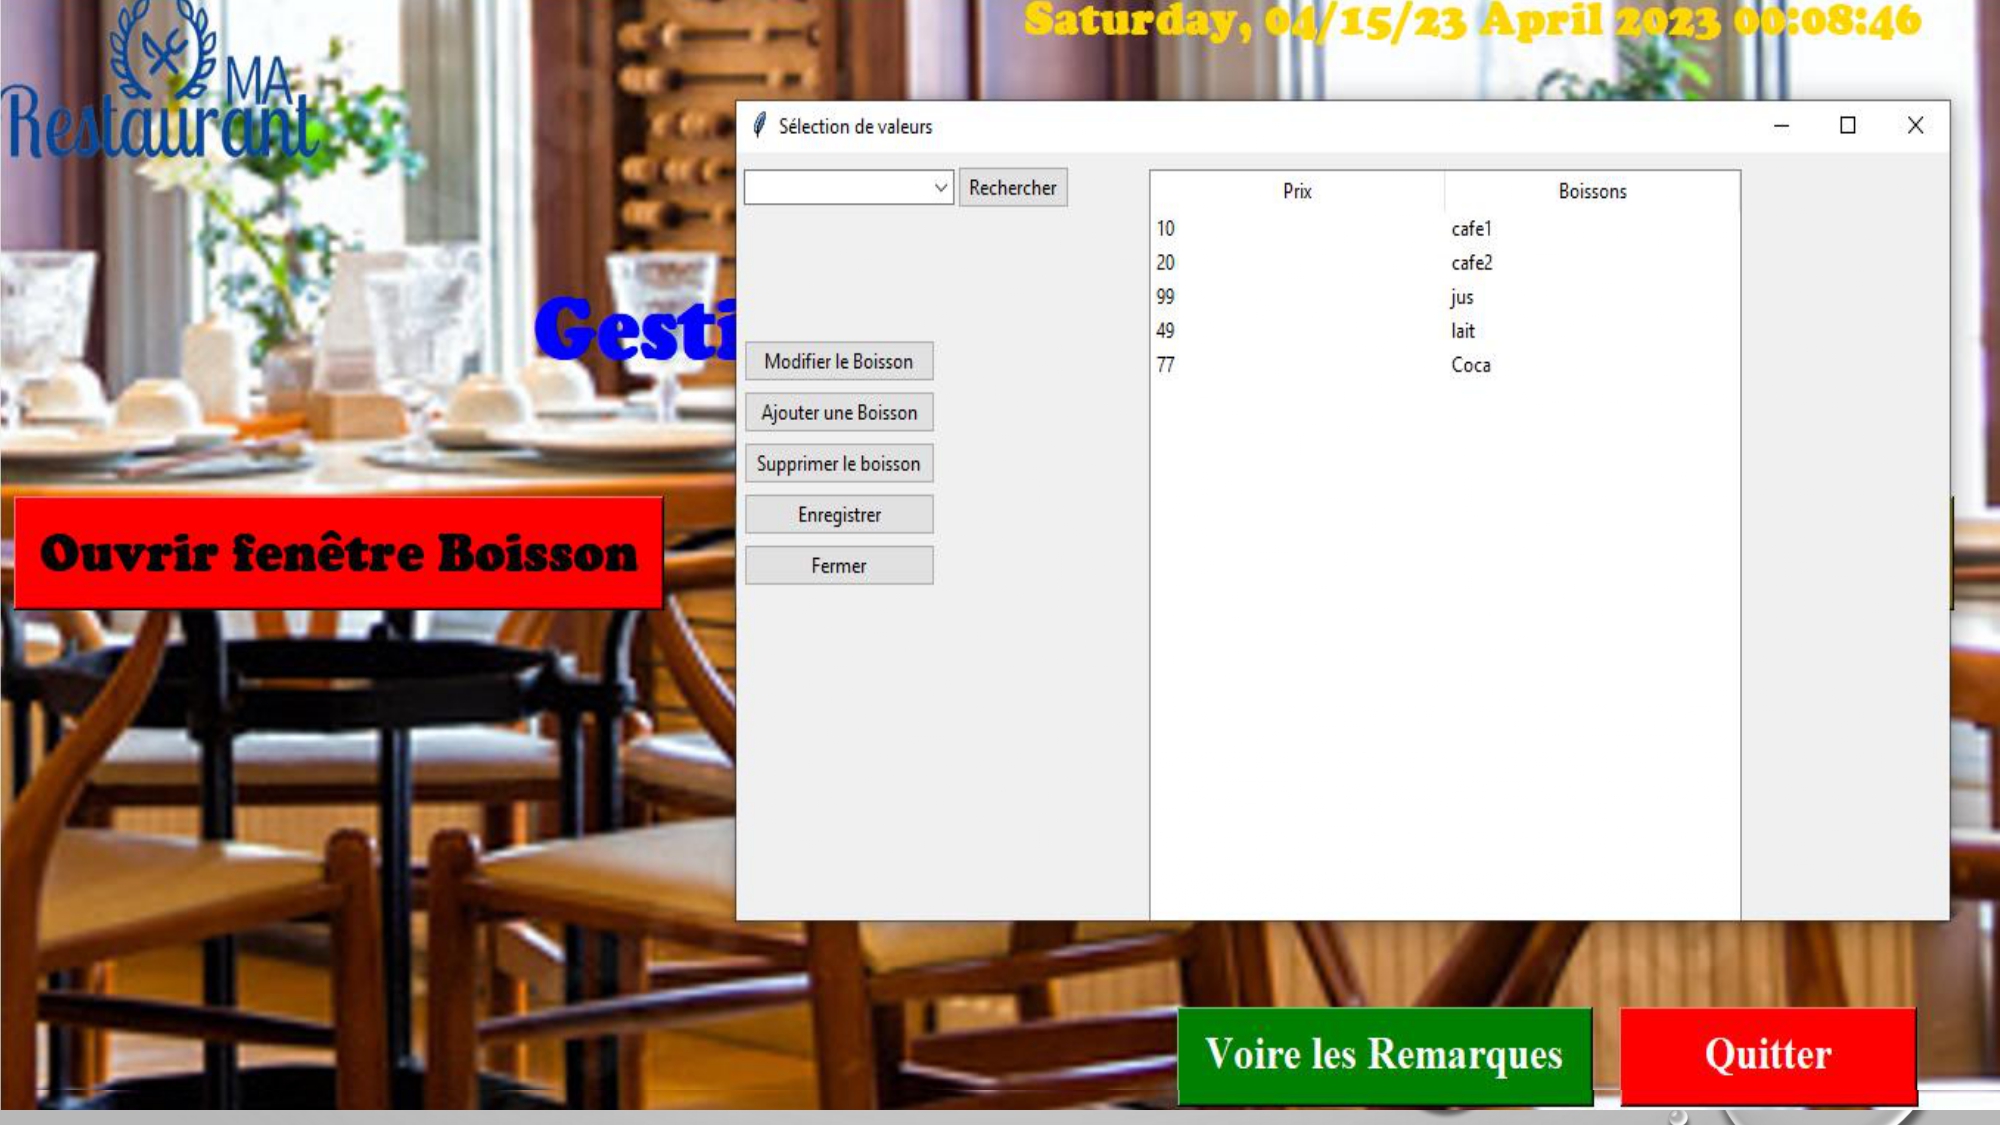 Saturday, 04/15/23 April 2023 00:08:46
MA
Restaurant
Sélection de valeurs
Rechercher
Prix Boissons
10 cafe1
20 cafe2
99 jus
49 lait
77 Coca
Gesti
Modifier le Boisson
Ajouter une Boisson
Supprimer le boisson
Enregistrer
Fermer
Ouvrir fenêtre Boisson
Voire les Remarques
Quitter